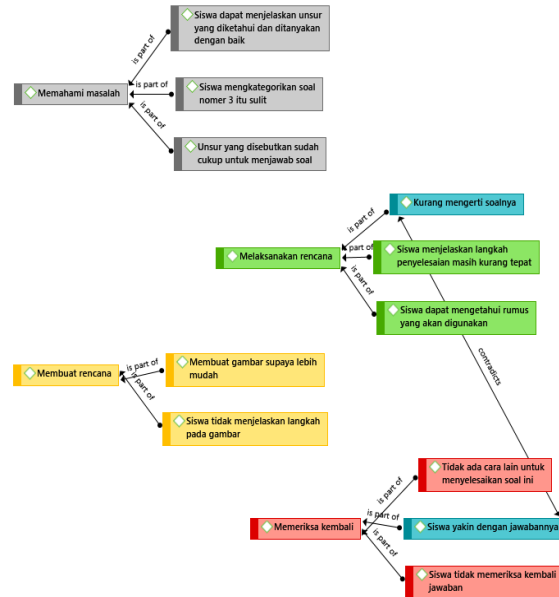 Siswa dapat menjelaskan unsur
yang diketahui dan ditanyakan
dengan baik
is part of
Memahami masalah
is part of
Siswa mengkategorikan soal
nomer 3 itu sulit
is part of
Unsur yang disebutkan sudah
cukup untuk menjawab soal
Kurang mengerti soalnya
is part of
Melaksanakan rencana
is part of
Siswa menjelaskan langkah
penyelesaian masih kurang tepat
is part of
Siswa dapat mengetahui rumus
yang akan digunakan
contradicts
Membuat rencana
is part of
Membuat gambar supaya lebih
mudah
is part of
Siswa tidak menjelaskan langkah
pada gambar
Tidak ada cara lain untuk
menyelesaikan soal ini
is part of
Memeriksa kembali
is part of
Siswa yakin dengan jawabannya
is part of
Siswa tidak memeriksa kembali
jawaban